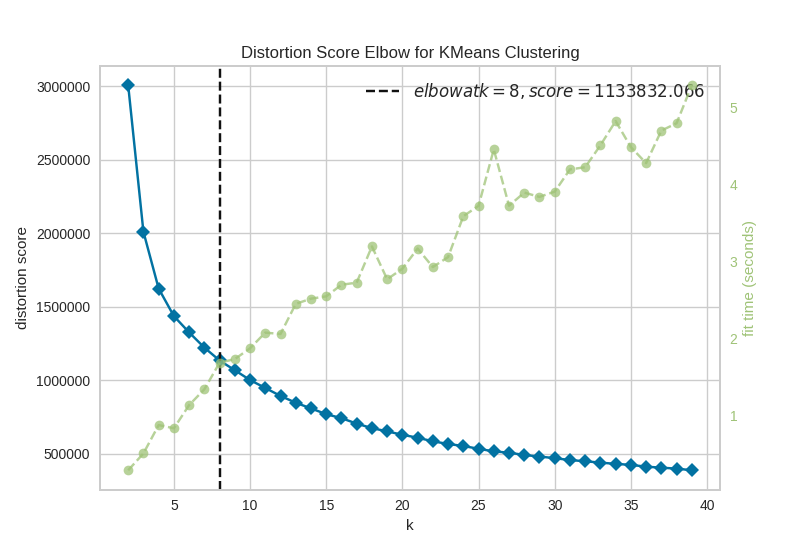 Distortion Score Elbow for KMeans Clustering
elbowatk = 8, score = 1133832.066
distortion score
3000000
2500000
2000000
1500000
1000000
500000
fit time (seconds)
5
4
3
2
1
5 10 15 20 25 30 35 40
k